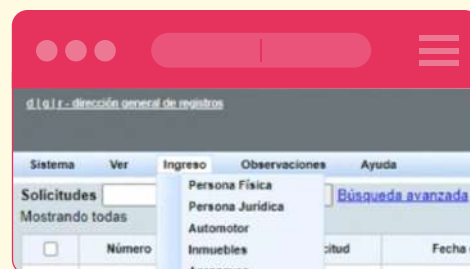 d | g | r - dirección general de registros
Sistema Ver Ingreso Observaciones Ayuda
Solicitudes Búsqueda avanzada
Persona Física
Mostrando todas
Persona Jurídica
Automotor
Número Inmuebles Fecha